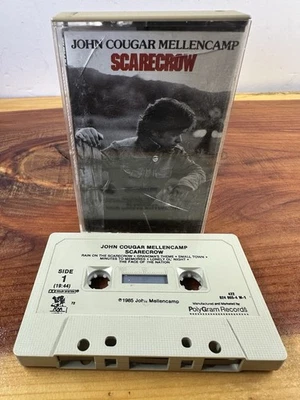 JOHN COUGAR MELLENCAMP
SCARECROW
JOHN COUGAR MELLENCAMP
SCARECROW
RAIN ON THE SCARECROW • GRANDMA'S THEME • SMALL TOWN •
MINUTES TO MEMORIES • LONELY OL' NIGHT •
THE FACE OF THE NATION
SIDE
1
(19:44)
℗1985 John Mellencamp
Manufactured and Marketed by
PolyGram Records